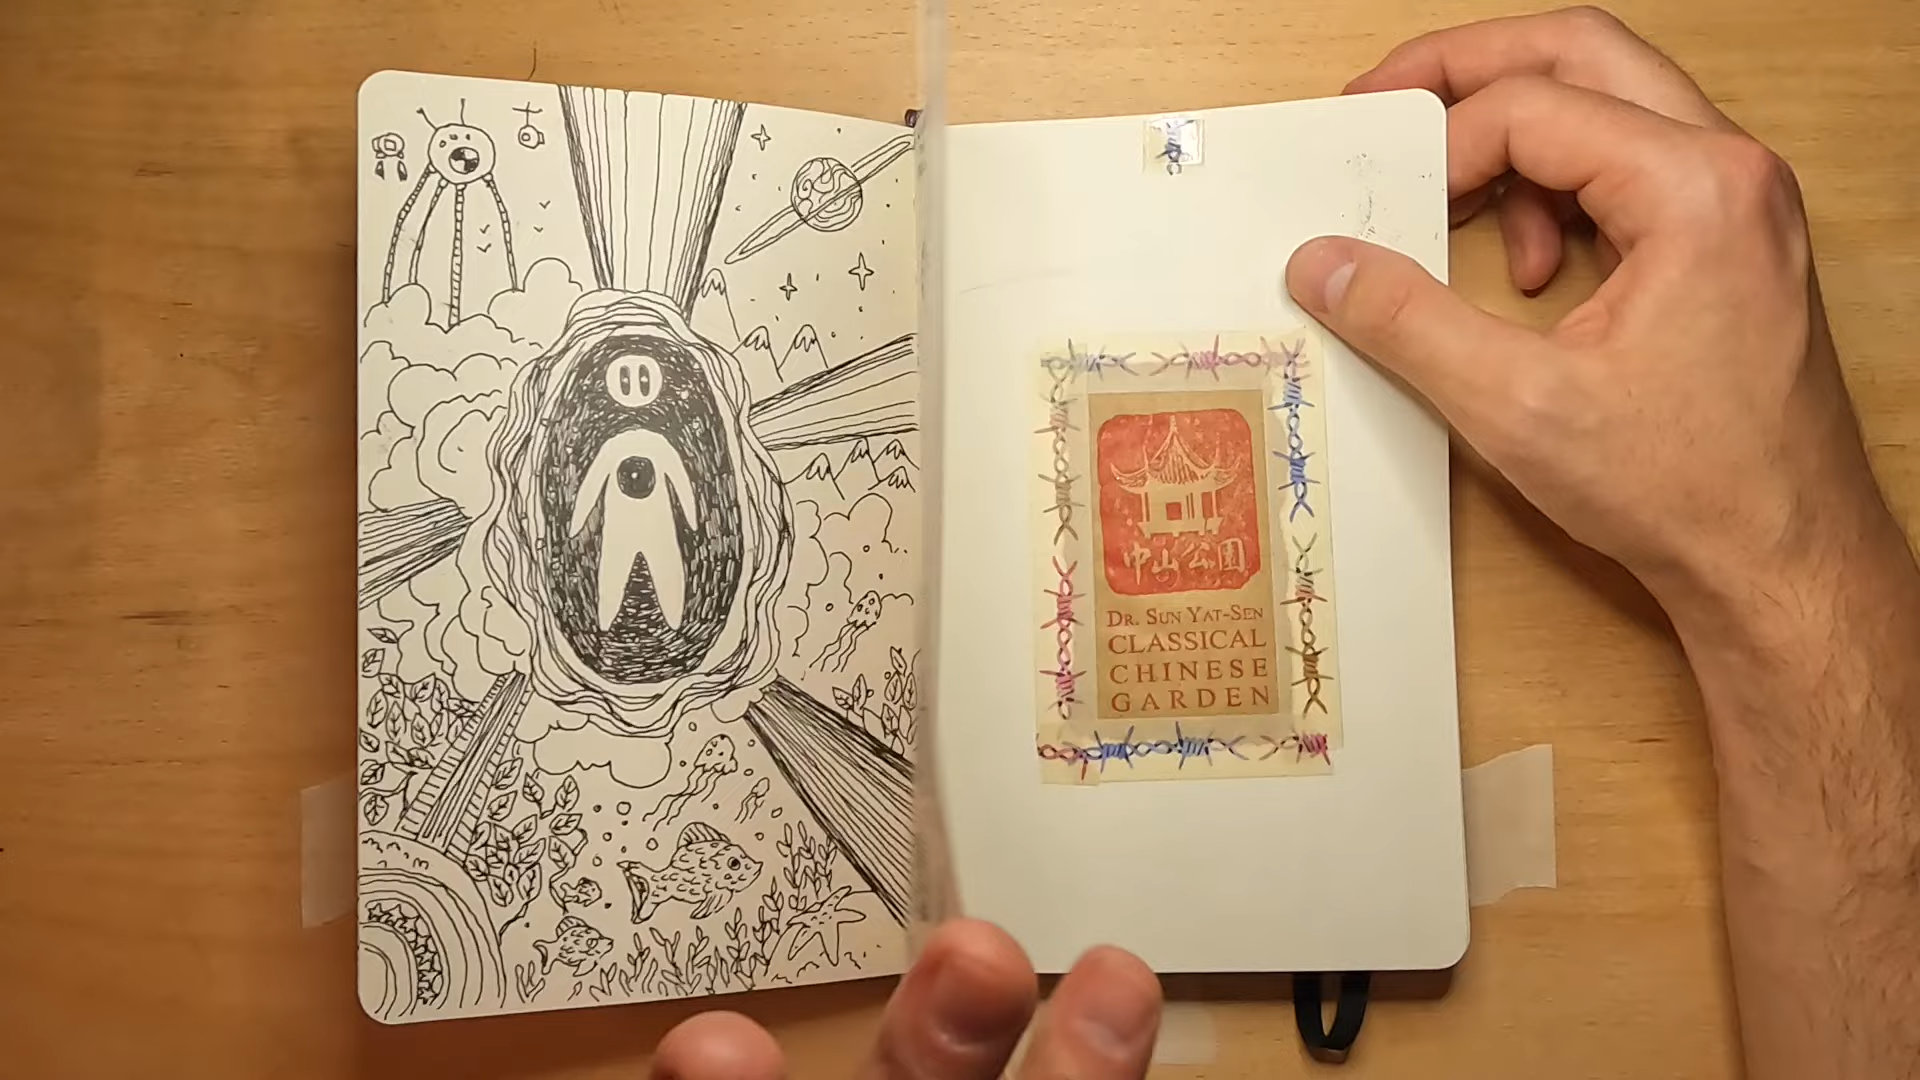 中山公園
DR. SUN YAT-SEN
CLASSICAL
CHINESE
GARDEN